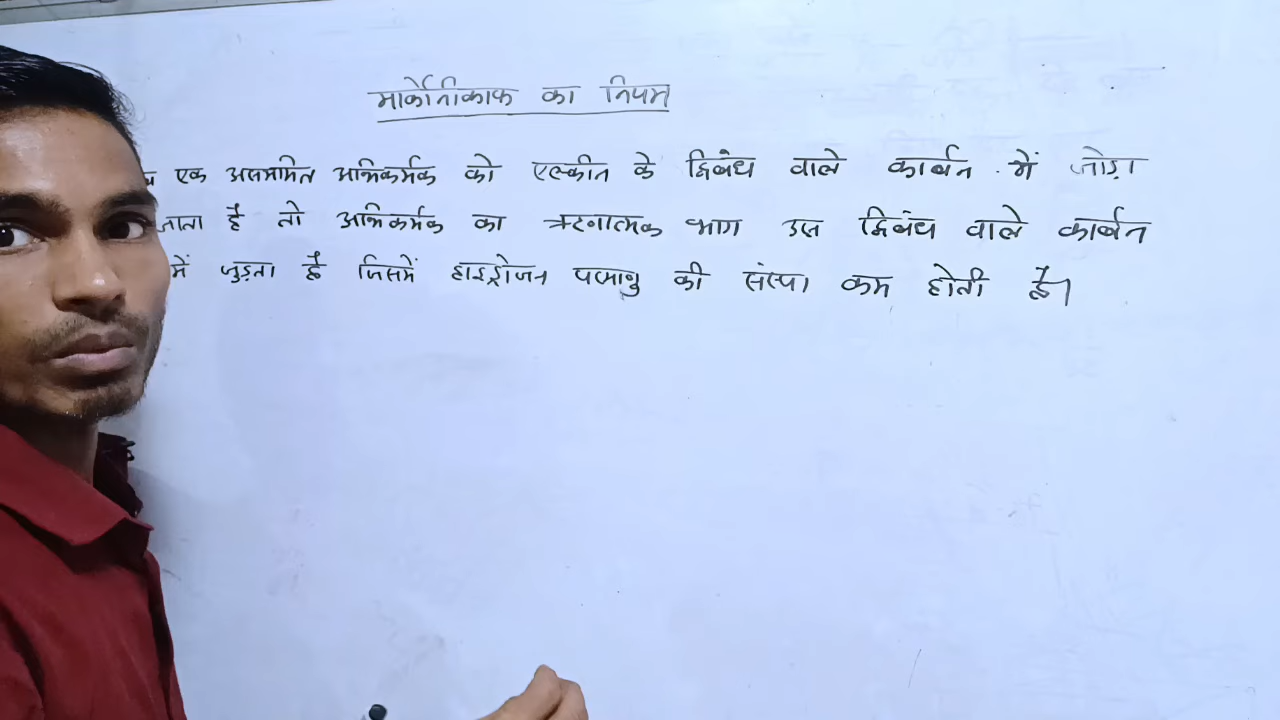 मार्कोनीकाफ का नियम
एक असममित अभिकर्मक को एल्कीन के द्विबंध वाले कार्बन में जोड़ा
जाता है तो अभिकर्मक का ऋणात्मक भाग उस द्विबंध वाले कार्बन
में जुड़ता है जिसमें हाइड्रोजन परमाणु की संख्या कम होती है।